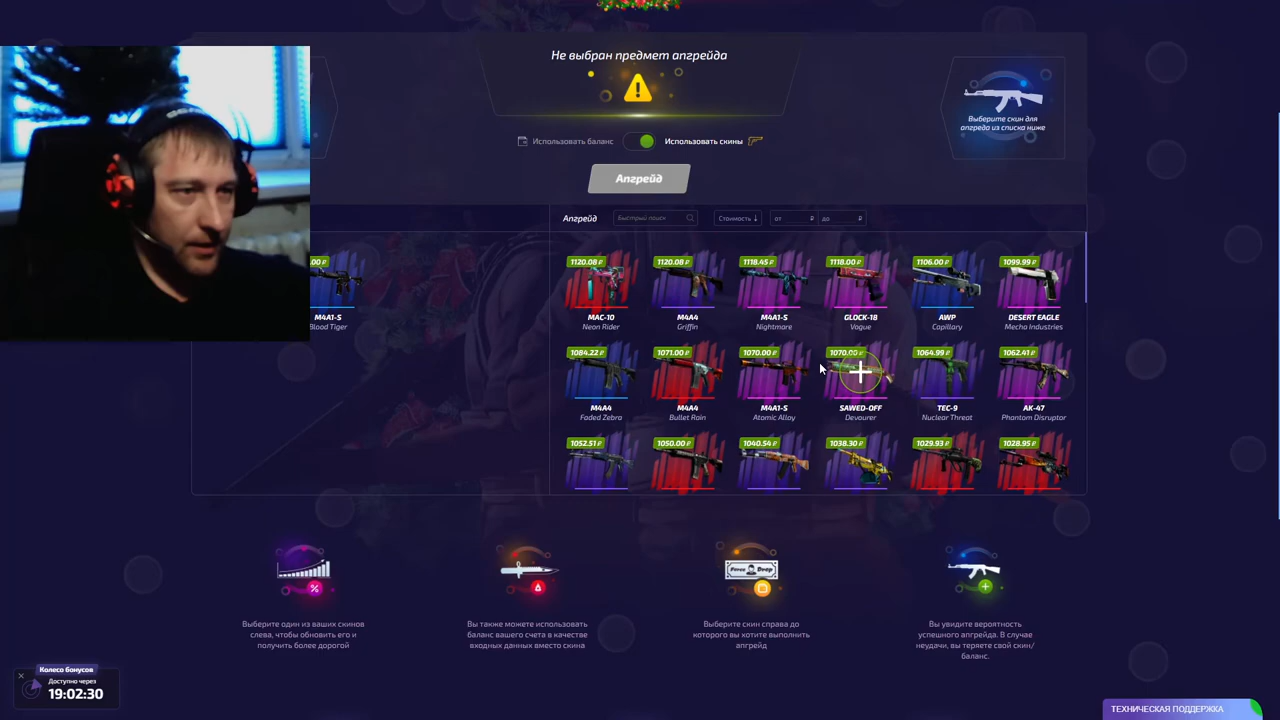 Не выбран предмет апгрейда
Выберите скин для
апгреда из списка ниже
Использовать баланс
Использовать скины
Апгрейд
Апгрейд
Быстрый поиск
Стоимость ↓
от ₽
до ₽
.00 ₽
M4A1-S
Blood Tiger
1120.08 ₽
MAC-10
Neon Rider
1120.08 ₽
M4A4
Griffin
1118.45 ₽
M4A1-S
Nightmare
1118.00 ₽
GLOCK-18
Vogue
1106.00 ₽
AWP
Capillary
1099.99 ₽
DESERT EAGLE
Mecha Industries
1084.22 ₽
M4A4
Faded Zebra
1071.00 ₽
M4A4
Bullet Rain
1070.00 ₽
M4A1-S
Atomic Alloy
1070.00 ₽
SAWED-OFF
Devourer
1064.99 ₽
TEC-9
Nuclear Threat
1062.41 ₽
AK-47
Phantom Disruptor
1052.51 ₽
1050.00 ₽
1040.54 ₽
1038.30 ₽
1029.93 ₽
1028.95 ₽
Выберите один из ваших скинов
слева, чтобы обновить его и
получить более дорогой
Вы также можете использовать
баланс вашего счета в качестве
входных данных вместо скина
Force Drop
Выберите скин справа до
которого вы хотите выполнить
апгрейд
Вы увидите вероятность
успешного апгрейда. В случае
неудачи, вы теряете свой скин/
баланс.
Колесо бонусов
Доступно через
19:02:30
ТЕХНИЧЕСКАЯ ПОДДЕРЖКА